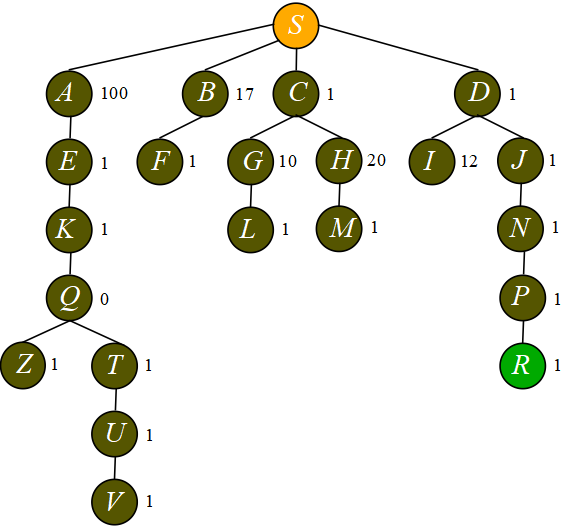 S
A 100 B 17 C 1 D 1
E 1 F 1 G 10 H 20 I 12 J 1
K 1 L 1 M 1 N 1
Q 0 P 1
Z 1 T 1 R 1
U 1
V 1